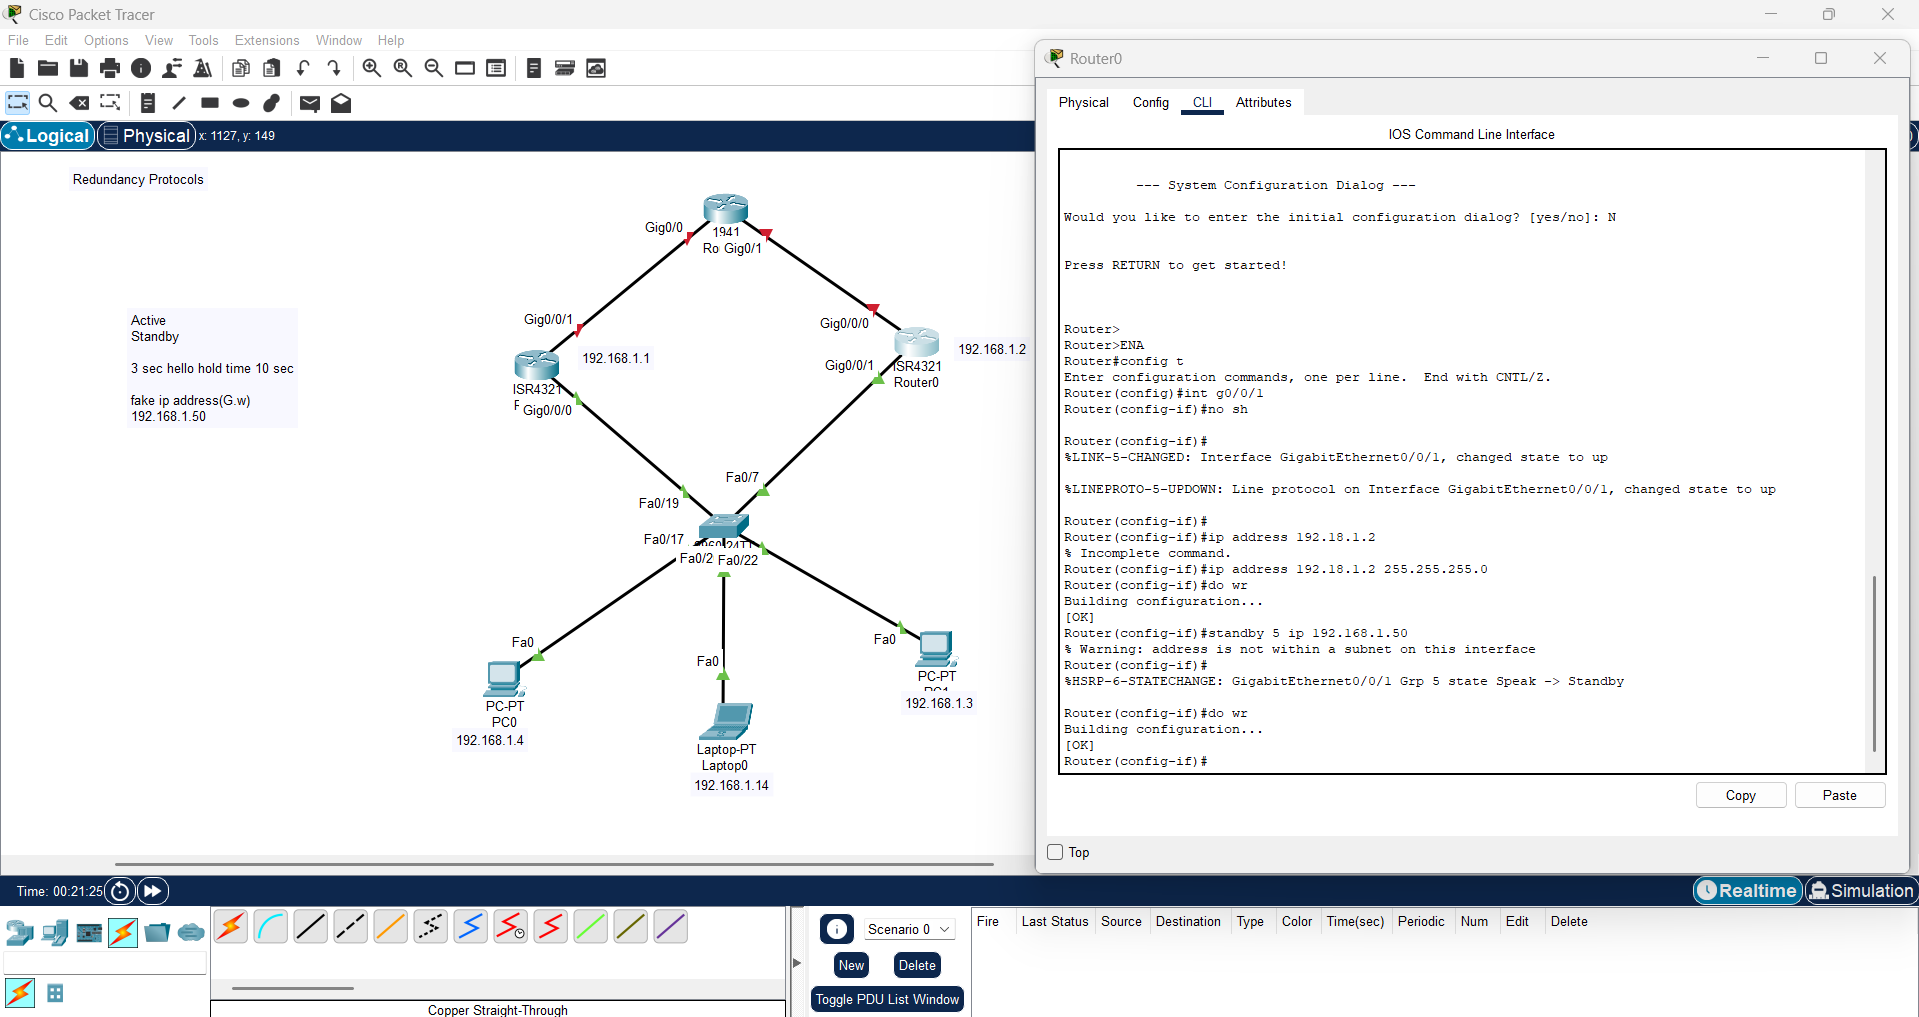 Cisco Packet Tracer
File Edit Options View Tools Extensions Window Help
Logical Physical x: 1127, y: 149
Redundancy Protocols
Active
Standby
3 sec hello hold time 10 sec
fake ip address(G.w)
192.168.1.50
Gig0/0
1941
Ro Gig0/1
Gig0/0/1
192.168.1.1
ISR4321
F Gig0/0/0
Gig0/0/0
192.168.1.2
Gig0/0/1
ISR4321
Router0
Fa0/7
Fa0/19
Fa0/17
Fa0/2 Fa0/22
Fa0
PC-PT
PC0
192.168.1.4
Fa0
Laptop-PT
Laptop0
192.168.1.14
Fa0
PC-PT
PC1
192.168.1.3
Router0
Physical Config CLI Attributes
IOS Command Line Interface
--- System Configuration Dialog ---
Would you like to enter the initial configuration dialog? [yes/no]: N
Press RETURN to get started!
Router>
Router>ENA
Router#config t
Enter configuration commands, one per line. End with CNTL/Z.
Router(config)#int g0/0/1
Router(config-if)#no sh
Router(config-if)#
%LINK-5-CHANGED: Interface GigabitEthernet0/0/1, changed state to up
%LINEPROTO-5-UPDOWN: Line protocol on Interface GigabitEthernet0/0/1, changed state to up
Router(config-if)#
Router(config-if)#ip address 192.18.1.2
% Incomplete command.
Router(config-if)#ip address 192.18.1.2 255.255.255.0
Router(config-if)#do wr
Building configuration...
[OK]
Router(config-if)#standby 5 ip 192.168.1.50
% Warning: address is not within a subnet on this interface
Router(config-if)#
%HSRP-6-STATECHANGE: GigabitEthernet0/0/1 Grp 5 state Speak -> Standby
Router(config-if)#do wr
Building configuration...
[OK]
Router(config-if)#
Copy Paste
Top
Time: 00:21:25
Realtime Simulation
Scenario 0
New Delete
Toggle PDU List Window
Fire Last Status Source Destination Type Color Time(sec) Periodic Num Edit Delete
Copper Straight-Through